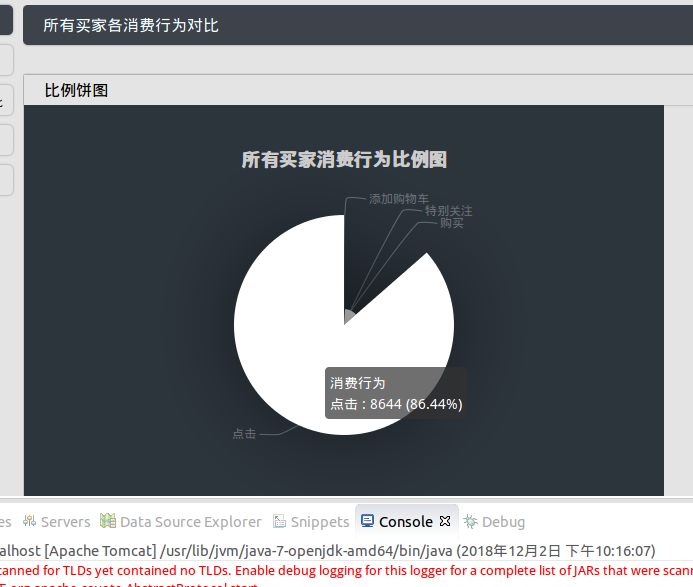 所有买家各消费行为对比
比例饼图
所有买家消费行为比例图
添加购物车
特别关注
购买
消费行为
点击 : 8644 (86.44%)
点击
es Servers Data Source Explorer Snippets Console Debug
alhost [Apache Tomcat] /usr/lib/jvm/java-7-openjdk-amd64/bin/java (2018年12月2日 下午10:16:07)
canned for TLDs yet contained no TLDs. Enable debug logging for this logger for a complete list of JARs that were scann
org.apache.coyote.AbstractProtocol start